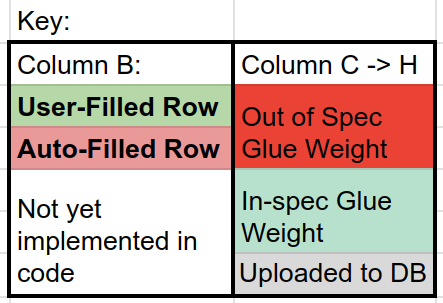 Key:
Column B:
Column C -> H
User-Filled Row
Auto-Filled Row
Out of Spec
Glue Weight
Not yet
implemented in
code
In-spec Glue
Weight
Uploaded to DB